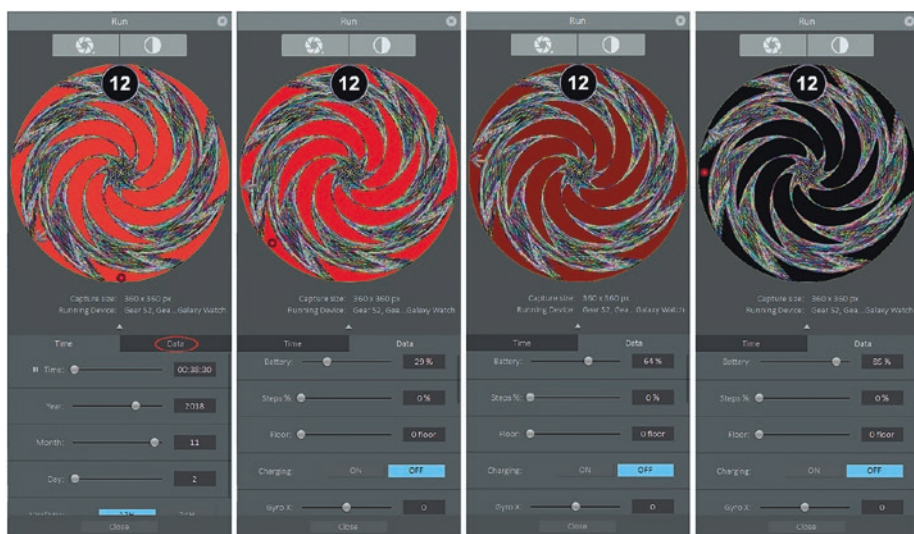 Run
12
Capture size: 360 x 360 px
Running Device: Gear S2, Gea...Galaxy Watch
Time Data
Time: 00:38:30
Year: 2018
Month: 11
Day: 2
Close
Run
12
Capture size: 360 x 360 px
Running Device: Gear S2, Gea...Galaxy Watch
Time Data
Battery: 29 %
Steps %: 0 %
Floor: 0 floor
Charging: ON OFF
Gyro X: 0
Close
Run
12
Capture size: 360 x 360 px
Running Device: Gear S2, Gea...Galaxy Watch
Time Data
Battery: 64 %
Steps %: 0 %
Floor: 0 floor
Charging: ON OFF
Gyro X: 0
Close
Run
12
Capture size: 360 x 360 px
Running Device: Gear S2, Gea...Galaxy Watch
Time Data
Battery: 85 %
Steps %: 0 %
Floor: 0 floor
Charging: ON OFF
Gyro X: 0
Close